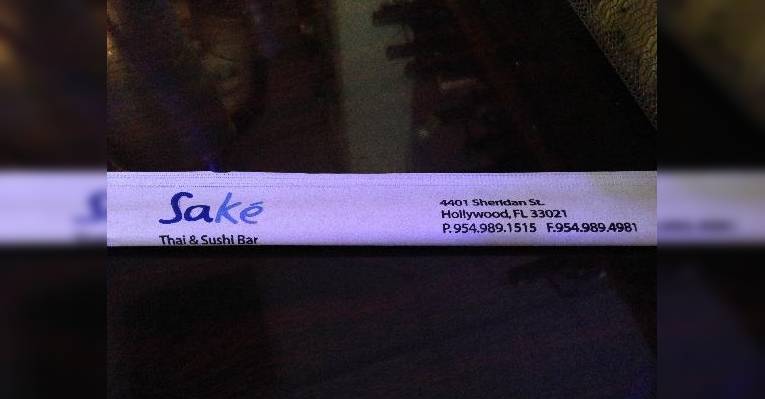 Saké
Thai & Sushi Bar
4401 Sheridan St.
Hollywood, FL 33021
P. 954.989.1515 F.954.989.4981